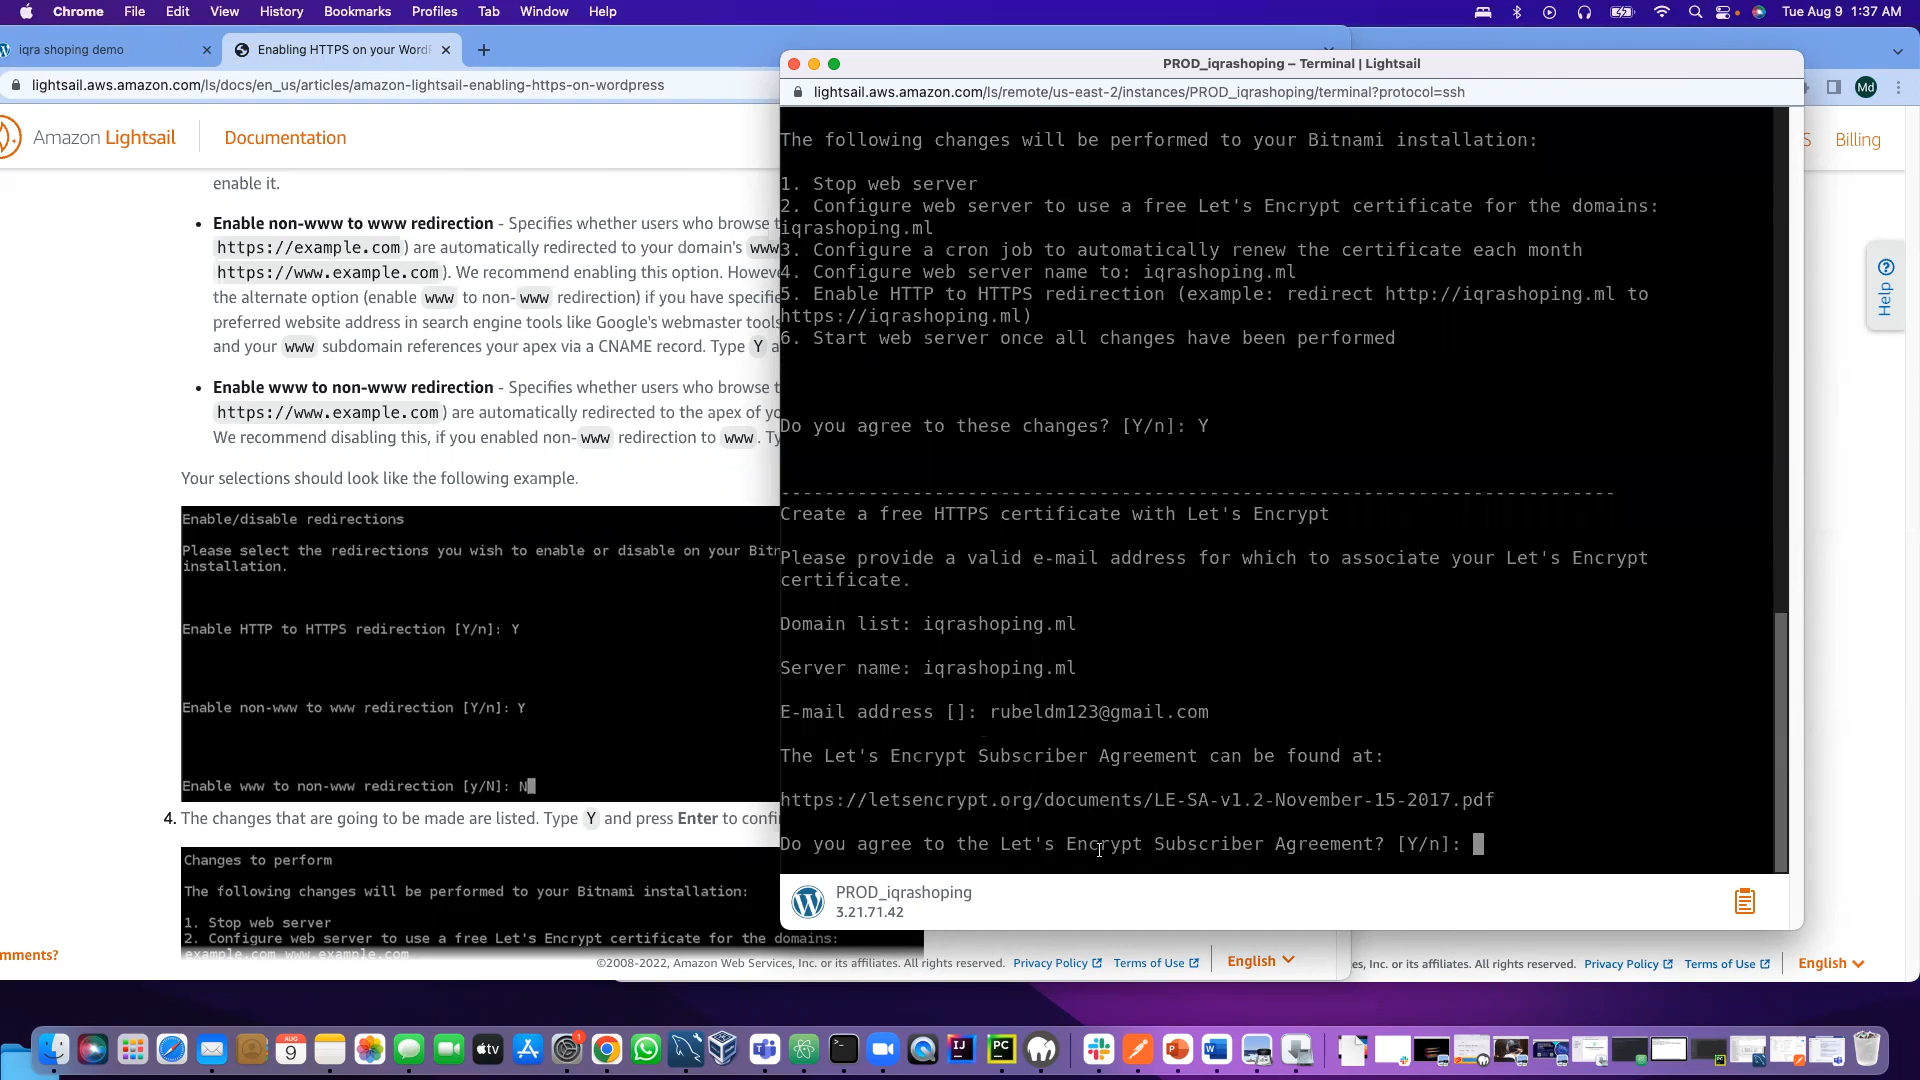 Chrome File Edit View History Bookmarks Profiles Tab Window Help
Tue Aug 9 1:37 AM
iqra shoping demo
Enabling HTTPS on your WordP
lightsail.aws.amazon.com/ls/docs/en_us/articles/amazon-lightsail-enabling-https-on-wordpress
Amazon Lightsail
Documentation
enable it.
Enable non-www to www redirection - Specifies whether users who browse t
https://example.com) are automatically redirected to your domain's www
https://www.example.com). We recommend enabling this option. Howeve
the alternate option (enable www to non-www redirection) if you have specifie
preferred website address in search engine tools like Google's webmaster tools
and your www subdomain references your apex via a CNAME record. Type Y a
Enable www to non-www redirection - Specifies whether users who browse t
https://www.example.com) are automatically redirected to the apex of yo
We recommend disabling this, if you enabled non-www redirection to www. Ty
Your selections should look like the following example.
Enable/disable redirections
Please select the redirections you wish to enable or disable on your Bitn
installation.
Enable HTTP to HTTPS redirection [Y/n]: Y
Enable non-www to www redirection [Y/n]: Y
Enable www to non-www redirection [y/N]: N
4. The changes that are going to be made are listed. Type Y and press Enter to confi
Changes to perform
The following changes will be performed to your Bitnami installation:
1. Stop web server
2. Configure web server to use a free Let's Encrypt certificate for the domains:
example.com www.example.com
mments?
©2008-2022, Amazon Web Services, Inc. or its affiliates. All rights reserved. Privacy Policy Terms of Use English
PROD_iqrashoping – Terminal | Lightsail
lightsail.aws.amazon.com/ls/remote/us-east-2/instances/PROD_iqrashoping/terminal?protocol=ssh
The following changes will be performed to your Bitnami installation:
1. Stop web server
2. Configure web server to use a free Let's Encrypt certificate for the domains:
iqrashoping.ml
3. Configure a cron job to automatically renew the certificate each month
4. Configure web server name to: iqrashoping.ml
5. Enable HTTP to HTTPS redirection (example: redirect http://iqrashoping.ml to
https://iqrashoping.ml)
6. Start web server once all changes have been performed
Do you agree to these changes? [Y/n]: Y
----------------------------------------------------------------------------
Create a free HTTPS certificate with Let's Encrypt
Please provide a valid e-mail address for which to associate your Let's Encrypt
certificate.
Domain list: iqrashoping.ml
Server name: iqrashoping.ml
E-mail address []: rubeldm123@gmail.com
The Let's Encrypt Subscriber Agreement can be found at:
https://letsencrypt.org/documents/LE-SA-v1.2-November-15-2017.pdf
Do you agree to the Let's Encrypt Subscriber Agreement? [Y/n]:
PROD_iqrashoping
3.21.71.42
Md
S Billing
Help
es, Inc. or its affiliates. All rights reserved. Privacy Policy Terms of Use English
AUG
9
tv
1
IJ
PC